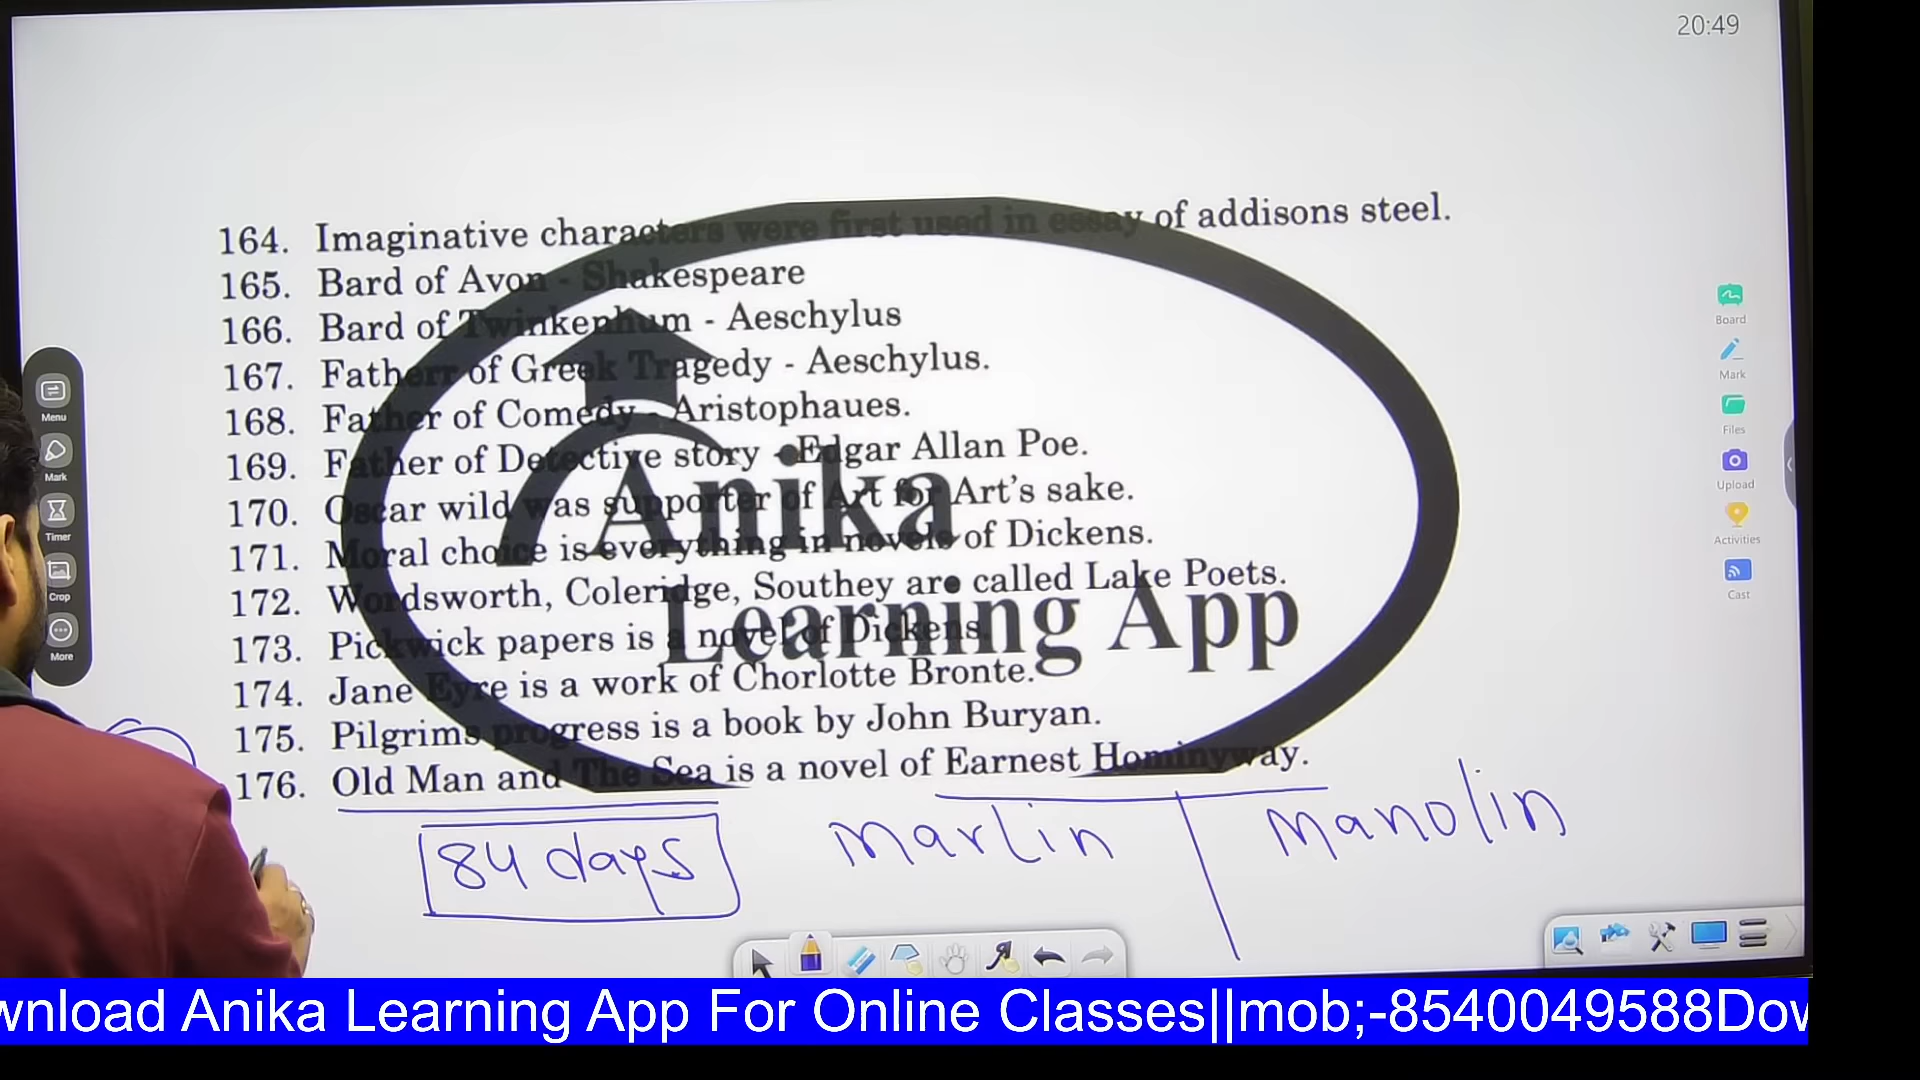 20:49
164. Imaginative characters were first used in essay of addisons steel.
165. Bard of Avon - Shakespeare
166. Bard of Twinkenhum - Aeschylus
167. Fatherr of Greek Tragedy - Aeschylus.
168. Father of Comedy - Aristophaues.
169. Father of Detective story - Edgar Allan Poe.
170. Oscar wild was supporter of Art for Art's sake.
171. Moral choice is everything in novels of Dickens.
172. Wordsworth, Coleridge, Southey are called Lake Poets.
173. Pickwick papers is a novel of Dickens.
174. Jane Eyre is a work of Chorlotte Bronte.
175. Pilgrims progress is a book by John Buryan.
176. Old Man and The Sea is a novel of Earnest Hominyway.
Anika
Learning App
84 days marlin manolin
Menu
Mark
Timer
Crop
More
Board
Mark
Files
Upload
Activities
Cast
wnload Anika Learning App For Online Classes||mob;-8540049588Dow